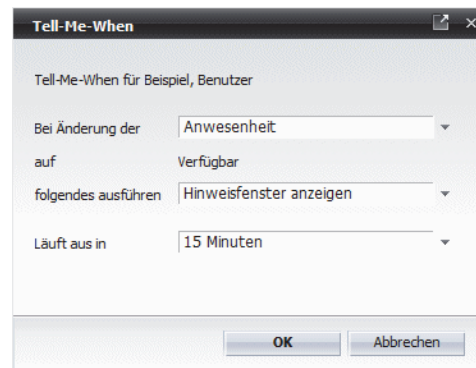 Tell-Me-When
Tell-Me-When für Beispiel, Benutzer
Bei Änderung der Anwesenheit
auf Verfügbar
folgendes ausführen Hinweisfenster anzeigen
Läuft aus in 15 Minuten
OK Abbrechen